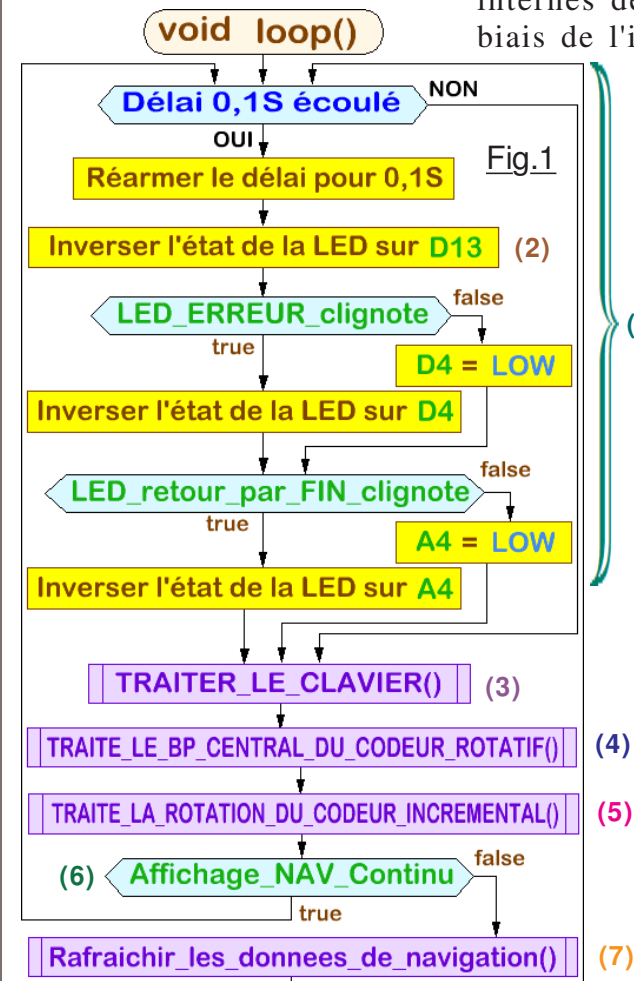 internes de
biais de l'i
void loop()
Délai 0,1S écoulé
NON
OUI
Fig.1
Réarmer le délai pour 0,1S
Inverser l'état de la LED sur D13
(2)
LED_ERREUR_clignote
false
true
D4 = LOW
Inverser l'état de la LED sur D4
LED_retour_par_FIN_clignote
false
true
A4 = LOW
Inverser l'état de la LED sur A4
TRAITER_LE_CLAVIER()
(3)
TRAITE_LE_BP_CENTRAL_DU_CODEUR_ROTATIF()
(4)
TRAITE_LA_ROTATION_DU_CODEUR_INCREMENTAL()
(5)
(6)
Affichage_NAV_Continu
false
true
Rafraichir_les_donnees_de_navigation()
(7)